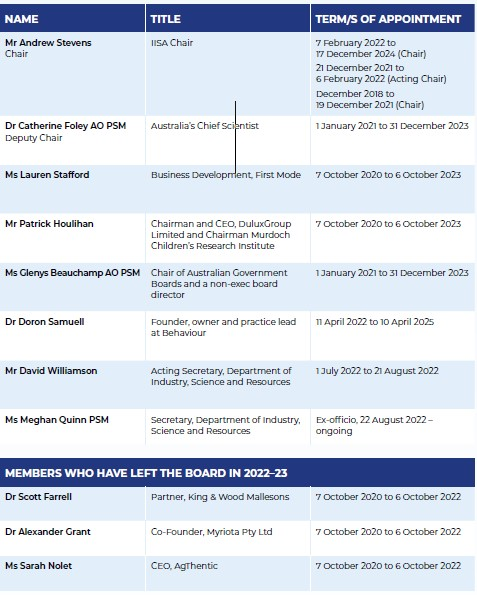 NAME TITLE TERM/S OF APPOINTMENT
Mr Andrew Stevens
Chair
IISA Chair
7 February 2022 to
17 December 2024 (Chair)
21 December 2021 to
6 February 2022 (Acting Chair)
December 2018 to
19 December 2021 (Chair)
Dr Catherine Foley AO PSM
Deputy Chair
Australia's Chief Scientist
1 January 2021 to 31 December 2023
Ms Lauren Stafford
Business Development, First Mode
7 October 2020 to 6 October 2023
Mr Patrick Houlihan
Chairman and CEO, DuluxGroup
Limited and Chairman Murdoch
Children's Research Institute
7 October 2020 to 6 October 2023
Ms Glenys Beauchamp AO PSM
Chair of Australian Government
Boards and a non-exec board
director
1 January 2021 to 31 December 2023
Dr Doron Samuell
Founder, owner and practice lead
at Behaviour
11 April 2022 to 10 April 2025
Mr David Williamson
Acting Secretary, Department of
Industry, Science and Resources
1 July 2022 to 21 August 2022
Ms Meghan Quinn PSM
Secretary, Department of Industry,
Science and Resources
Ex-officio, 22 August 2022 –
ongoing
MEMBERS WHO HAVE LEFT THE BOARD IN 2022–23
Dr Scott Farrell
Partner, King & Wood Mallesons
7 October 2020 to 6 October 2022
Dr Alexander Grant
Co-Founder, Myriota Pty Ltd
7 October 2020 to 6 October 2022
Ms Sarah Nolet
CEO, AgThentic
7 October 2020 to 6 October 2022